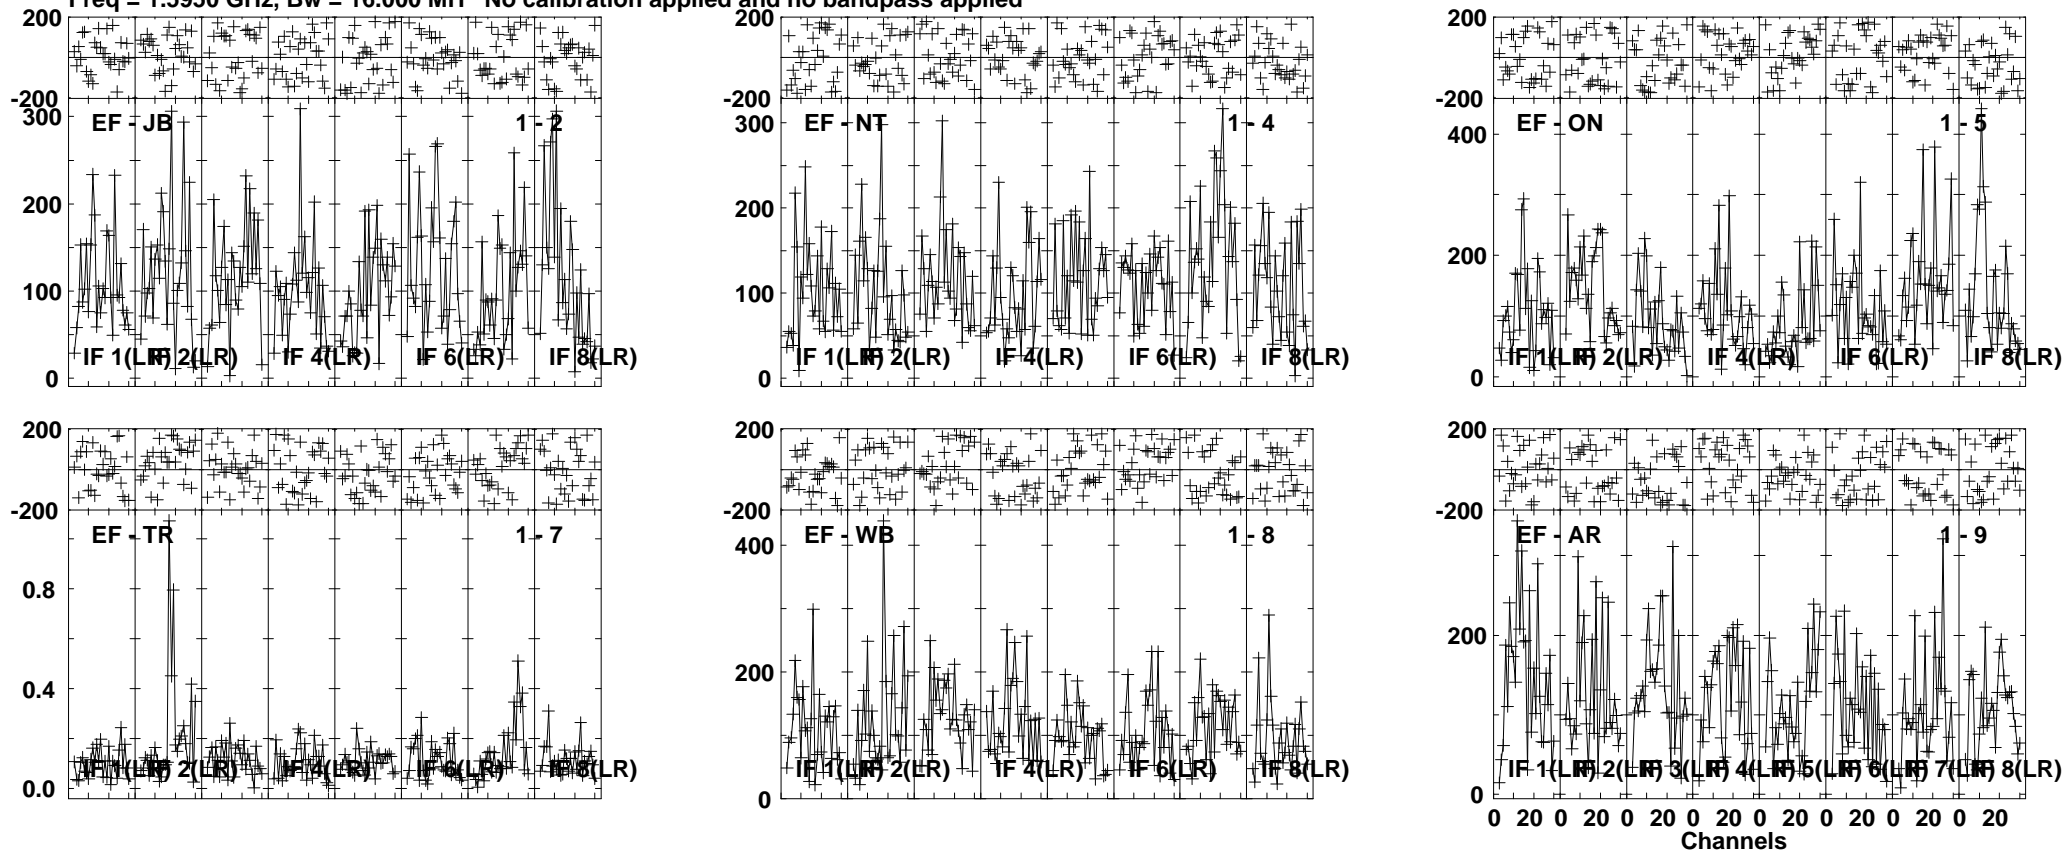 Freq = 1.5950 GHz, Bw = 16.000 MH No calibration applied and no bandpass applied
200
-200
300
200
100
0
EF - JB 1 - 2
IF 1(LR) IF 2(LR) IF 4(LR) IF 6(LR) IF 8(LR)
200
-200
300
200
100
0
EF - NT 1 - 4
IF 1(LR) IF 2(LR) IF 4(LR) IF 6(LR) IF 8(LR)
200
-200
400
200
0
EF - ON 1 - 5
IF 1(LR) IF 2(LR) IF 4(LR) IF 6(LR) IF 8(LR)
200
-200
0.8
0.4
0.0
EF - TR 1 - 7
IF 1(LR) IF 2(LR) IF 4(LR) IF 6(LR) IF 8(LR)
200
-200
400
200
0
EF - WB 1 - 8
IF 1(LR) IF 2(LR) IF 4(LR) IF 6(LR) IF 8(LR)
200
-200
200
0
EF - AR 1 - 9
IF 1(LR) IF 2(LR) IF 3(LR) IF 4(LR) IF 5(LR) IF 6(LR) IF 7(LR) IF 8(LR)
0 20 0 20 0 20 0 20 0 20 0 20 0 20 0 20
Channels